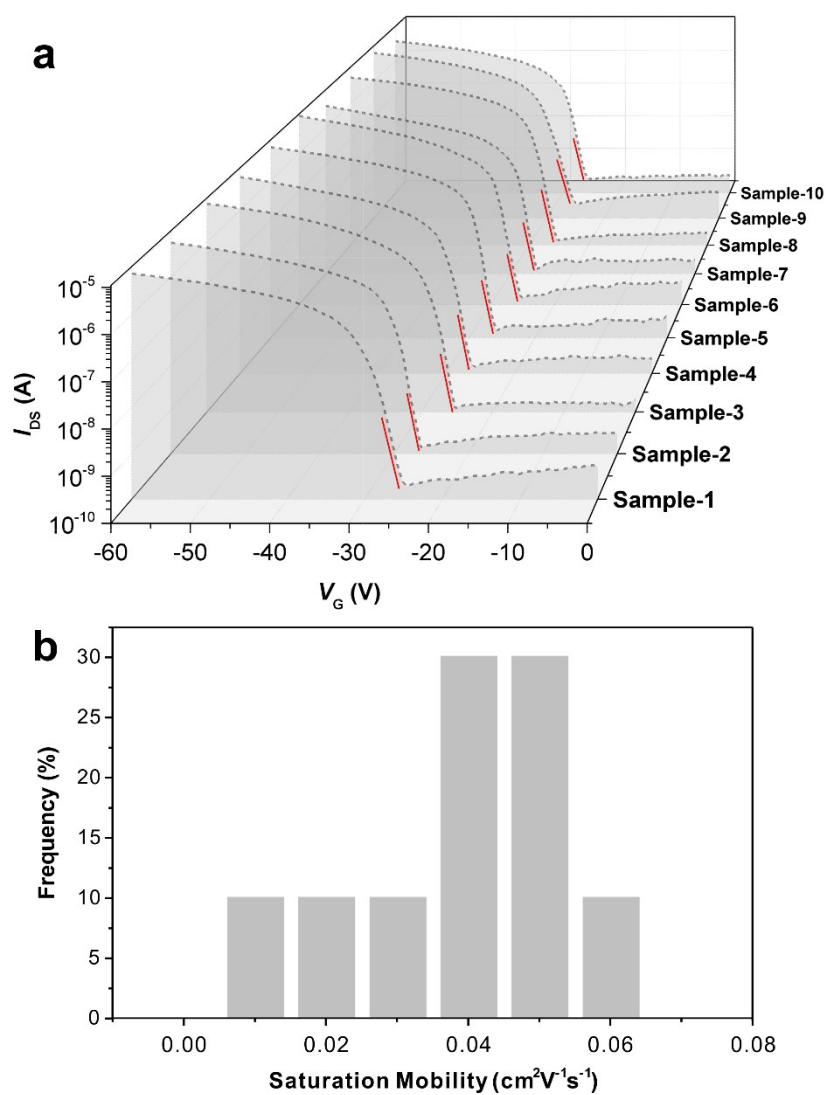 a
10⁻⁵
10⁻⁶
10⁻⁷
10⁻⁸
10⁻⁹
10⁻¹⁰
I_DS (A)
-60 -50 -40 -30 -20 -10 0
V_G (V)
Sample-10
Sample-9
Sample-8
Sample-7
Sample-6
Sample-5
Sample-4
Sample-3
Sample-2
Sample-1
b
30
25
20
15
10
5
0
Frequency (%)
0.00 0.02 0.04 0.06 0.08
Saturation Mobility (cm²V⁻¹s⁻¹)